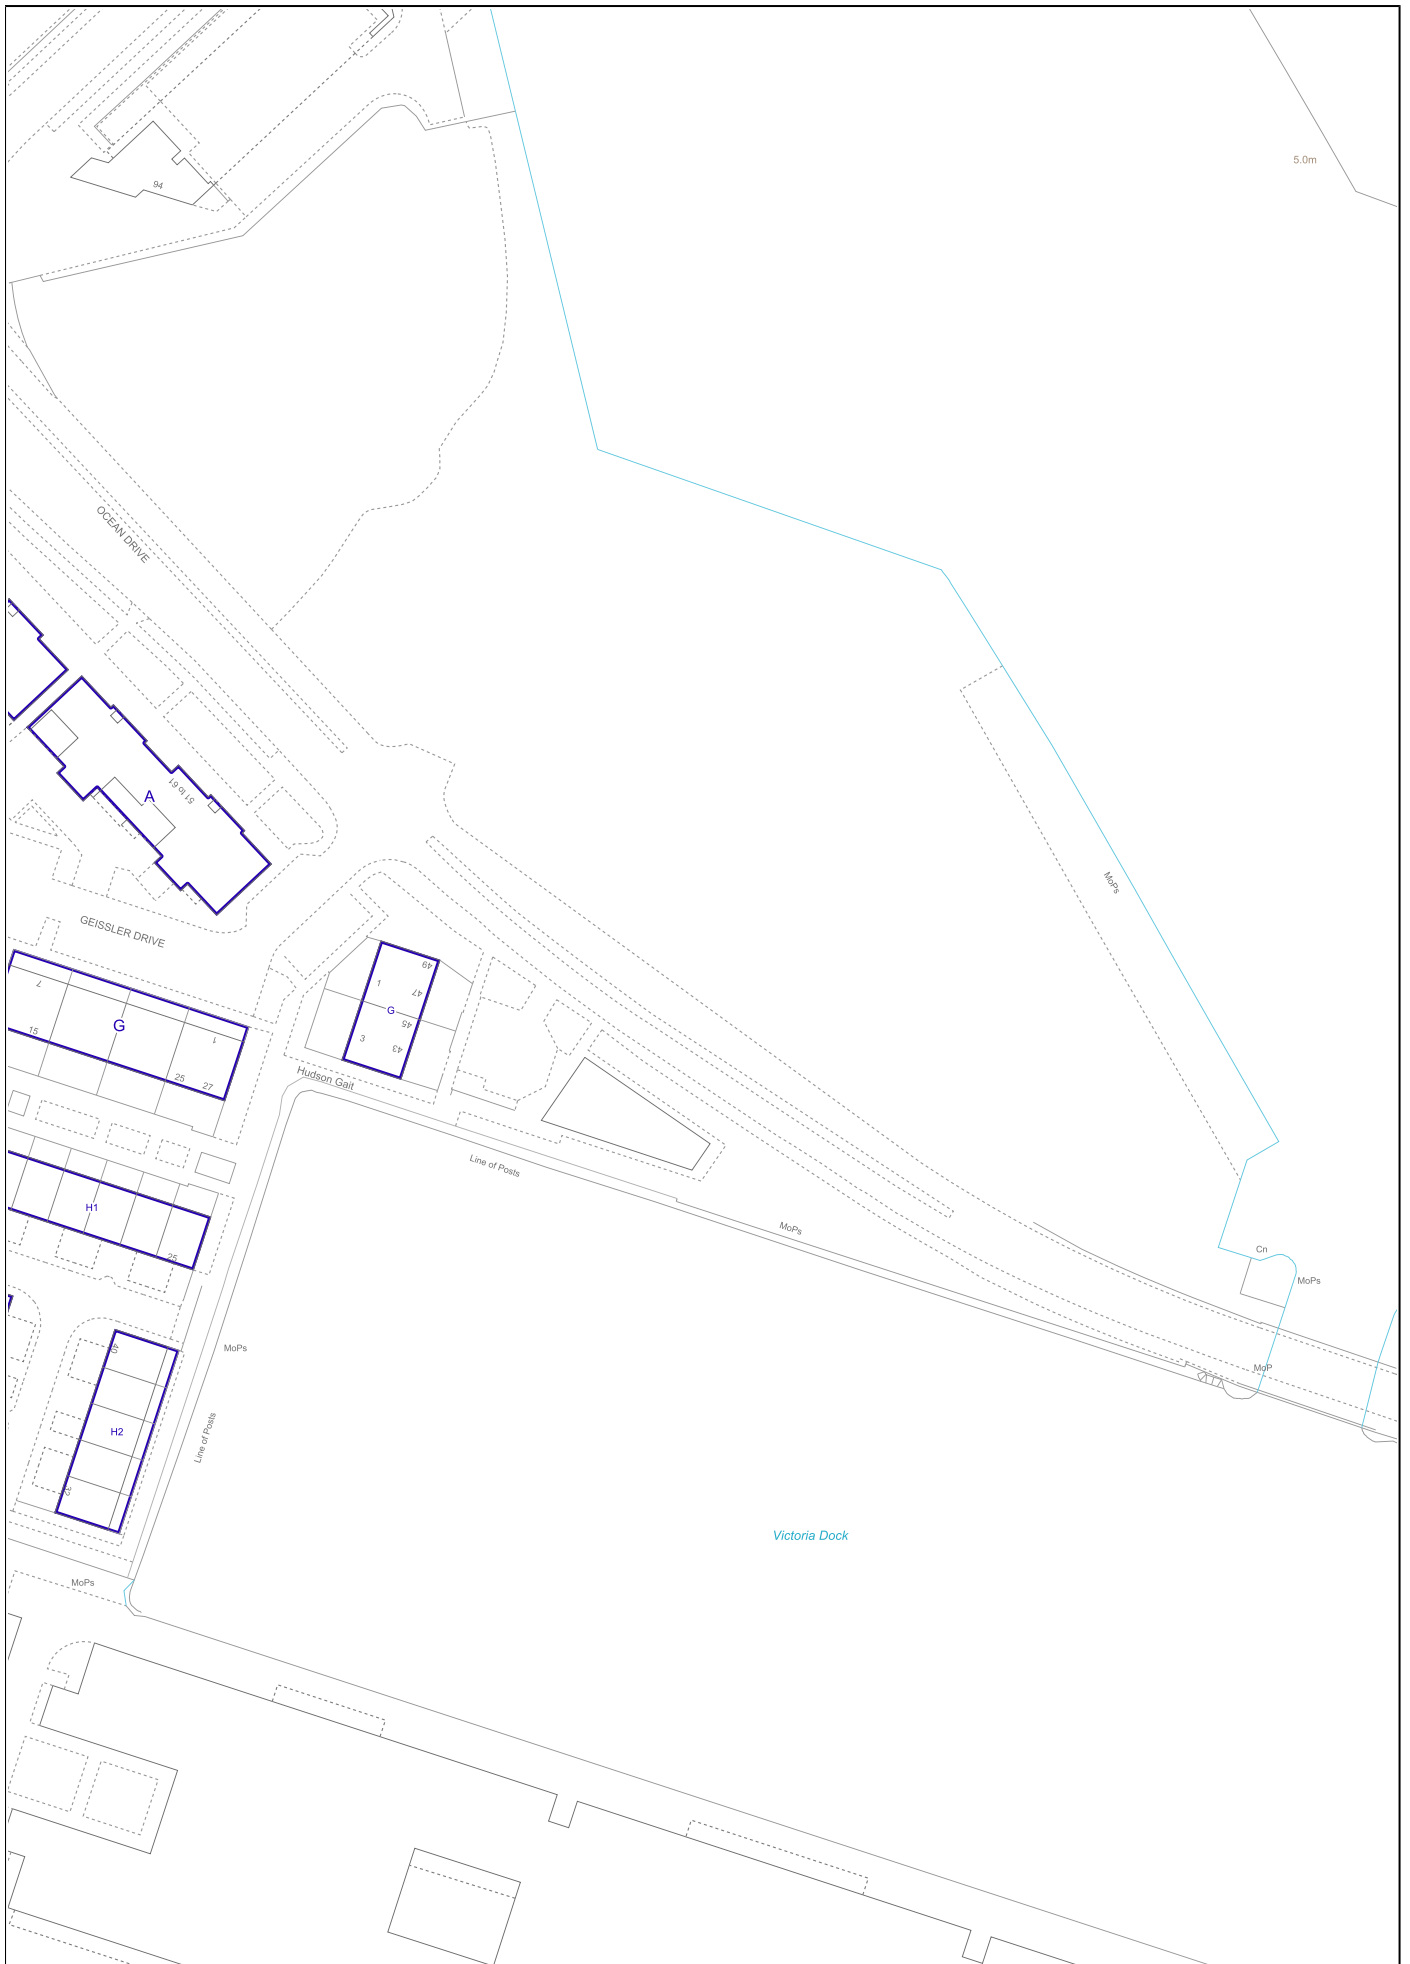 5.0m
94
OCEAN DRIVE
A
51 to 61
MoPs
GEISSLER DRIVE
49
1
47
7
G
G
45
15
1
3
43
Hudson Gait
25
27
Line of Posts
H1
MoPs
25
Cn
MoPs
40
MoPs
MoP
H2
Line of Posts
32
Victoria Dock
MoPs